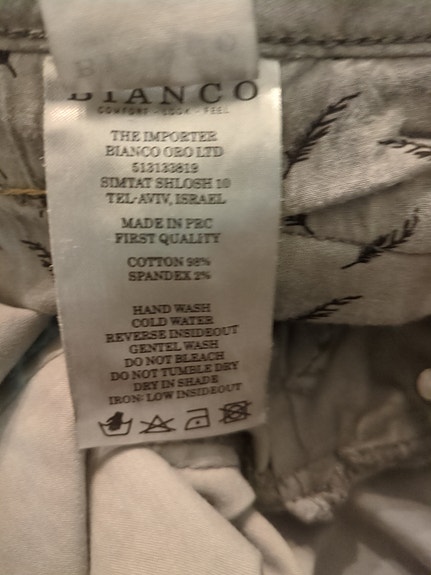 BIANCO
COMFORT - LOOK - FEEL
THE IMPORTER
BIANCO ORO LTD
513133819
SIMTAT SHLOSH 10
TEL-AVIV, ISRAEL
MADE IN PRC
FIRST QUALITY
COTTON 98%
SPANDEX 2%
HAND WASH
COLD WATER
REVERSE INSIDEOUT
GENTEL WASH
DO NOT BLEACH
DO NOT TUMBLE DRY
DRY IN SHADE
IRON: LOW INSIDEOUT